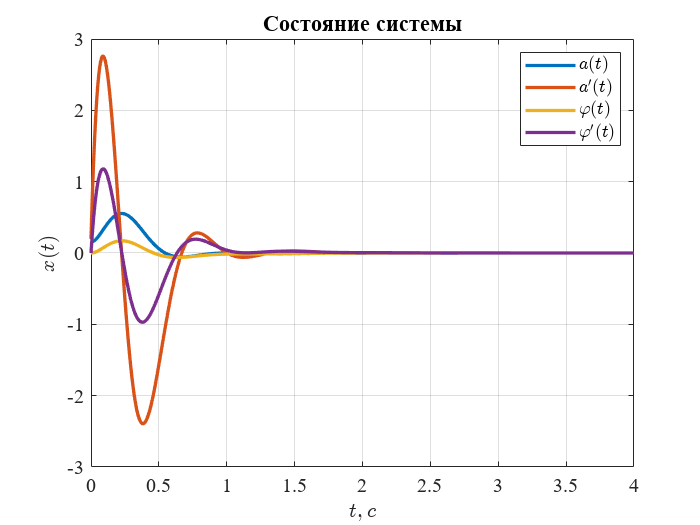 Состояние системы
3
2
1
0
-1
-2
-3
x(t)
a(t)
a′(t)
φ(t)
φ′(t)
0 0.5 1 1.5 2 2.5 3 3.5 4
t, c